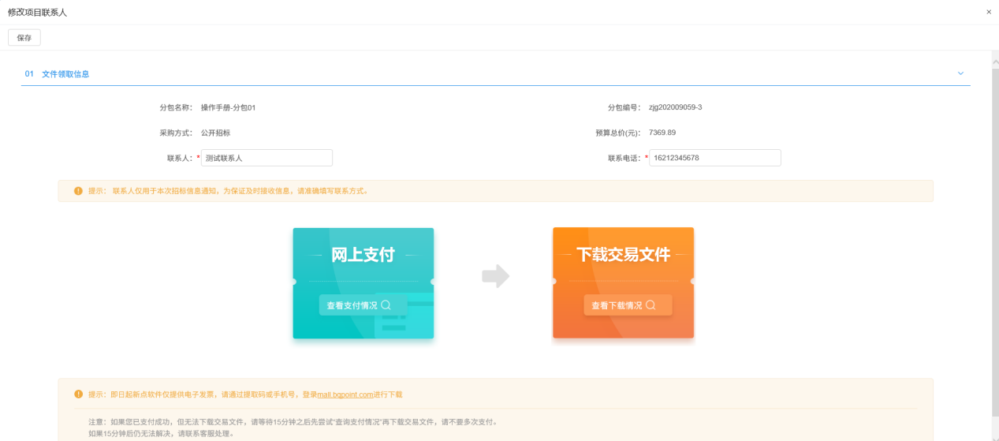 修改项目联系人
×
保存
01 文件领取信息
分包名称： 操作手册-分包01 分包编号： zjg202009059-3
采购方式： 公开招标 预算总价(元)： 7369.89
联系人：* 测试联系人 联系电话：* 16212345678
提示： 联系人仅用于本次招标信息通知，为保证及时接收信息，请准确填写联系方式。
网上支付 下载交易文件
查看支付情况 查看下载情况
提示：即日起新点软件仅提供电子发票，请通过提取码或手机号，登录mall.bqpoint.com进行下载
注意：如果您已支付成功，但无法下载交易文件，请等待15分钟之后先尝试“查询支付情况”再下载交易文件，请不要多次支付。
如果15分钟后仍无法解决，请联系客服处理。